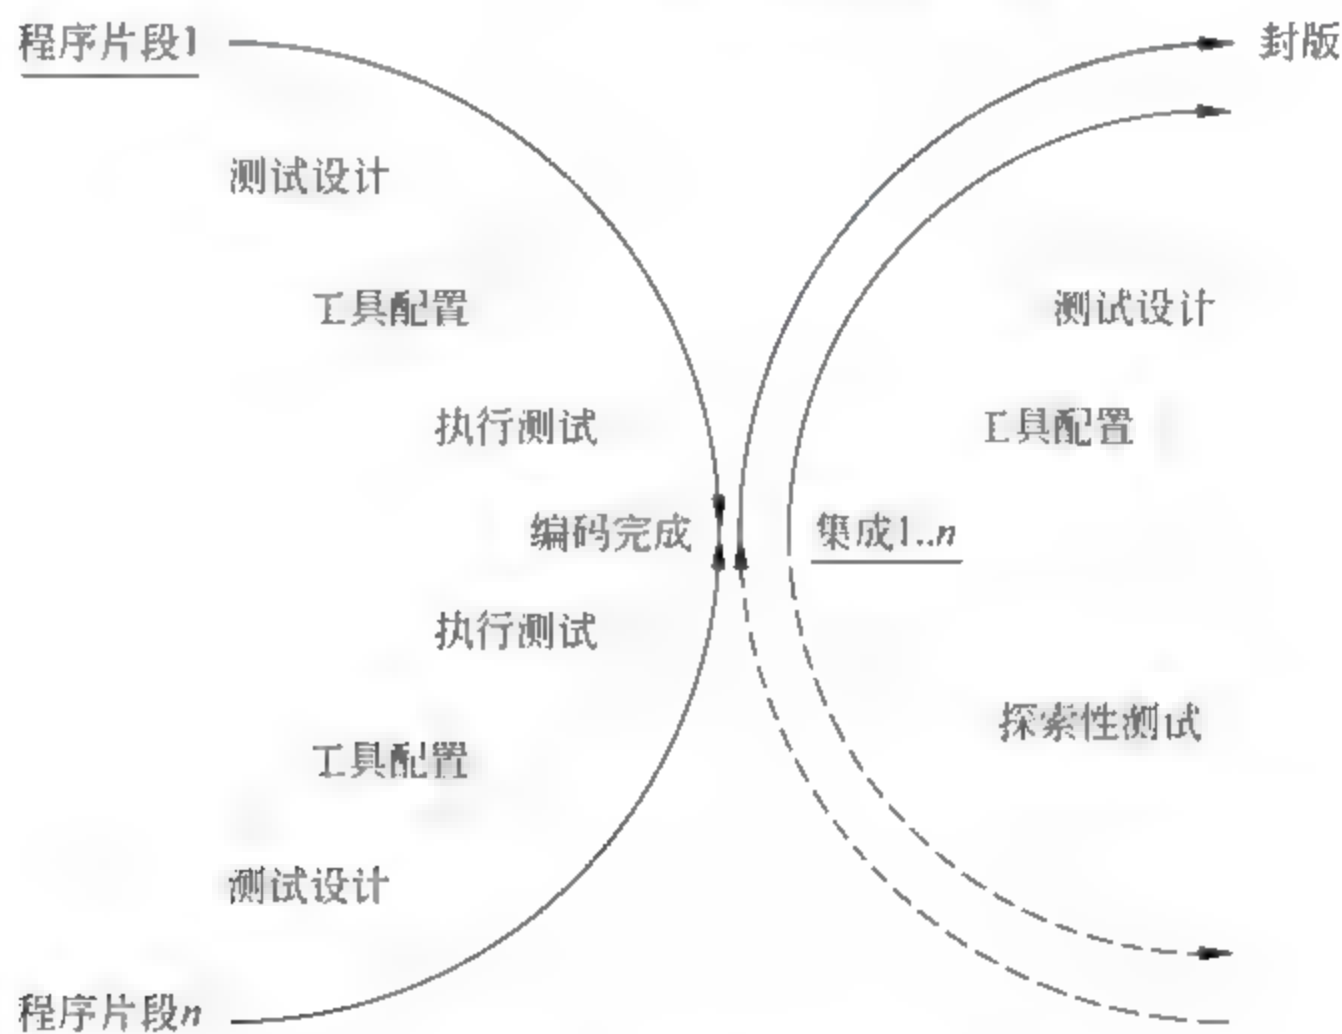 程序片段1
封版
测试设计
工具配置
测试设计
执行测试
工具配置
编码完成
集成1..n
执行测试
探索性测试
工具配置
测试设计
程序片段n